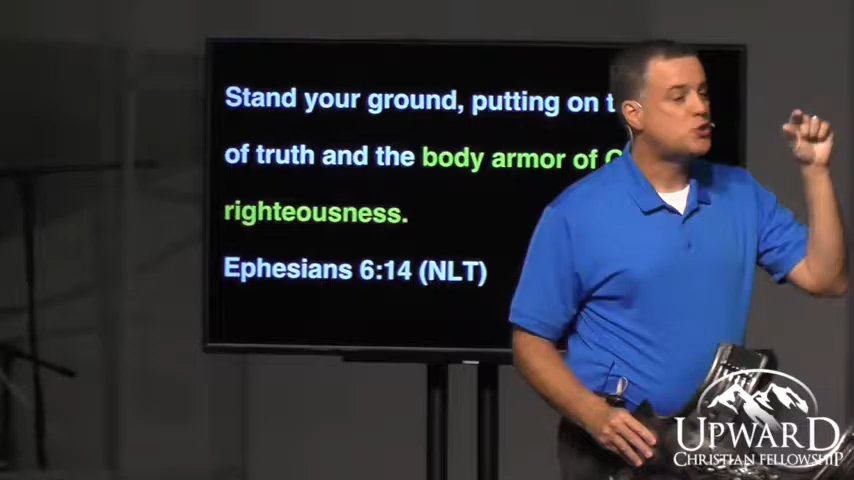 Stand your ground, putting on t
of truth and the body armor of
righteousness.
Ephesians 6:14 (NLT)
UPWARD
CHRISTIAN FELLOWSHIP